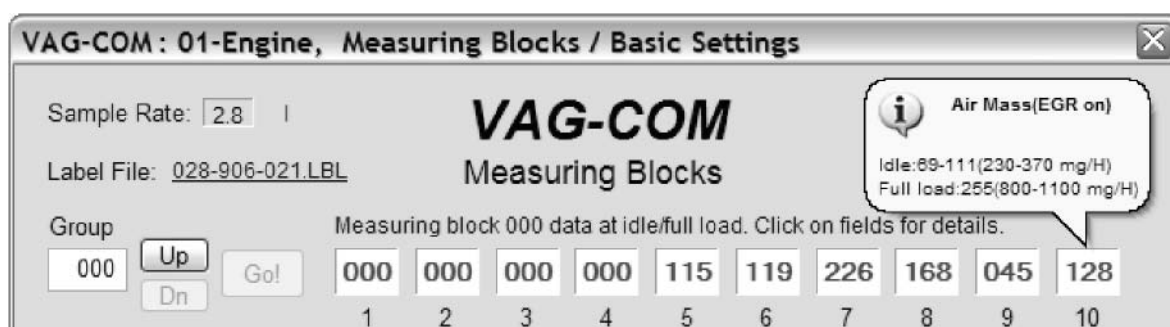 VAG-COM: 01-Engine, Measuring Blocks / Basic Settings
Sample Rate: 2.8
VAG-COM
Air Mass(EGR on)
Label File: 028-906-021.LBL
Measuring Blocks
Idle:69-111(230-370 mg/H)
Full load:255(800-1100 mg/H)
Group
Measuring block 000 data at idle/full load. Click on fields for details.
000 Up Dn Go! 000 000 000 000 115 119 226 168 045 128
1 2 3 4 5 6 7 8 9 10